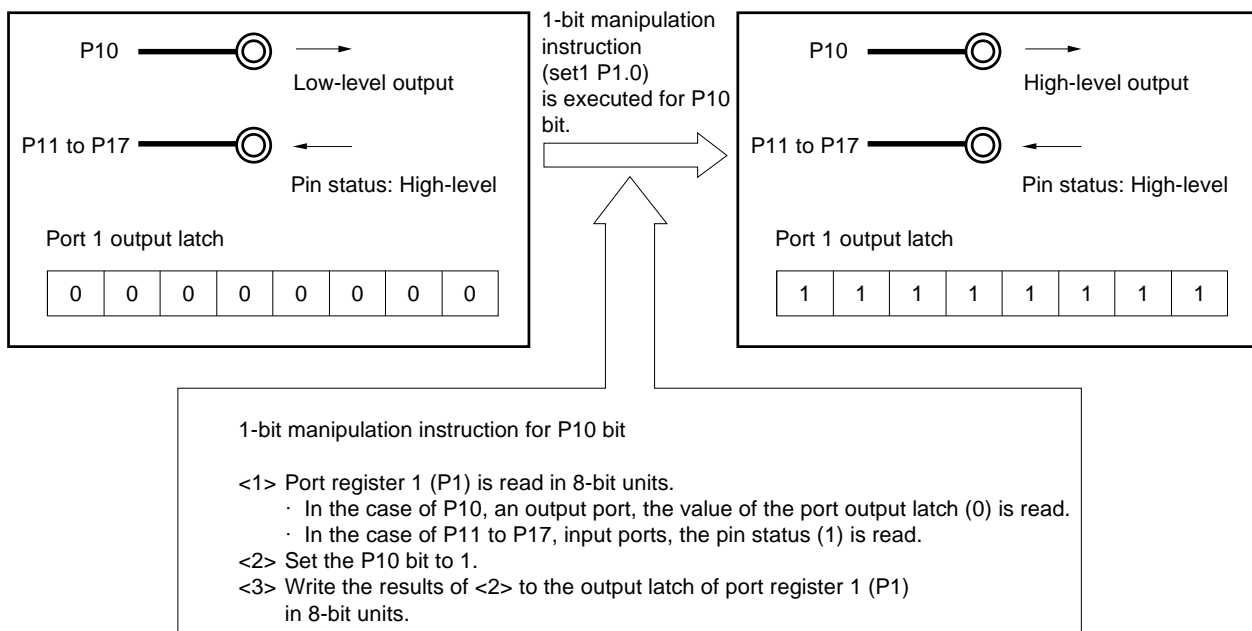 P10
Low-level output
P11 to P17
Pin status: High-level
Port 1 output latch
0 0 0 0 0 0 0 0
1-bit manipulation
instruction
(set1 P1.0)
is executed for P10
bit.
P10
High-level output
P11 to P17
Pin status: High-level
Port 1 output latch
1 1 1 1 1 1 1 1
1-bit manipulation instruction for P10 bit
<1> Port register 1 (P1) is read in 8-bit units.
· In the case of P10, an output port, the value of the port output latch (0) is read.
· In the case of P11 to P17, input ports, the pin status (1) is read.
<2> Set the P10 bit to 1.
<3> Write the results of <2> to the output latch of port register 1 (P1)
in 8-bit units.